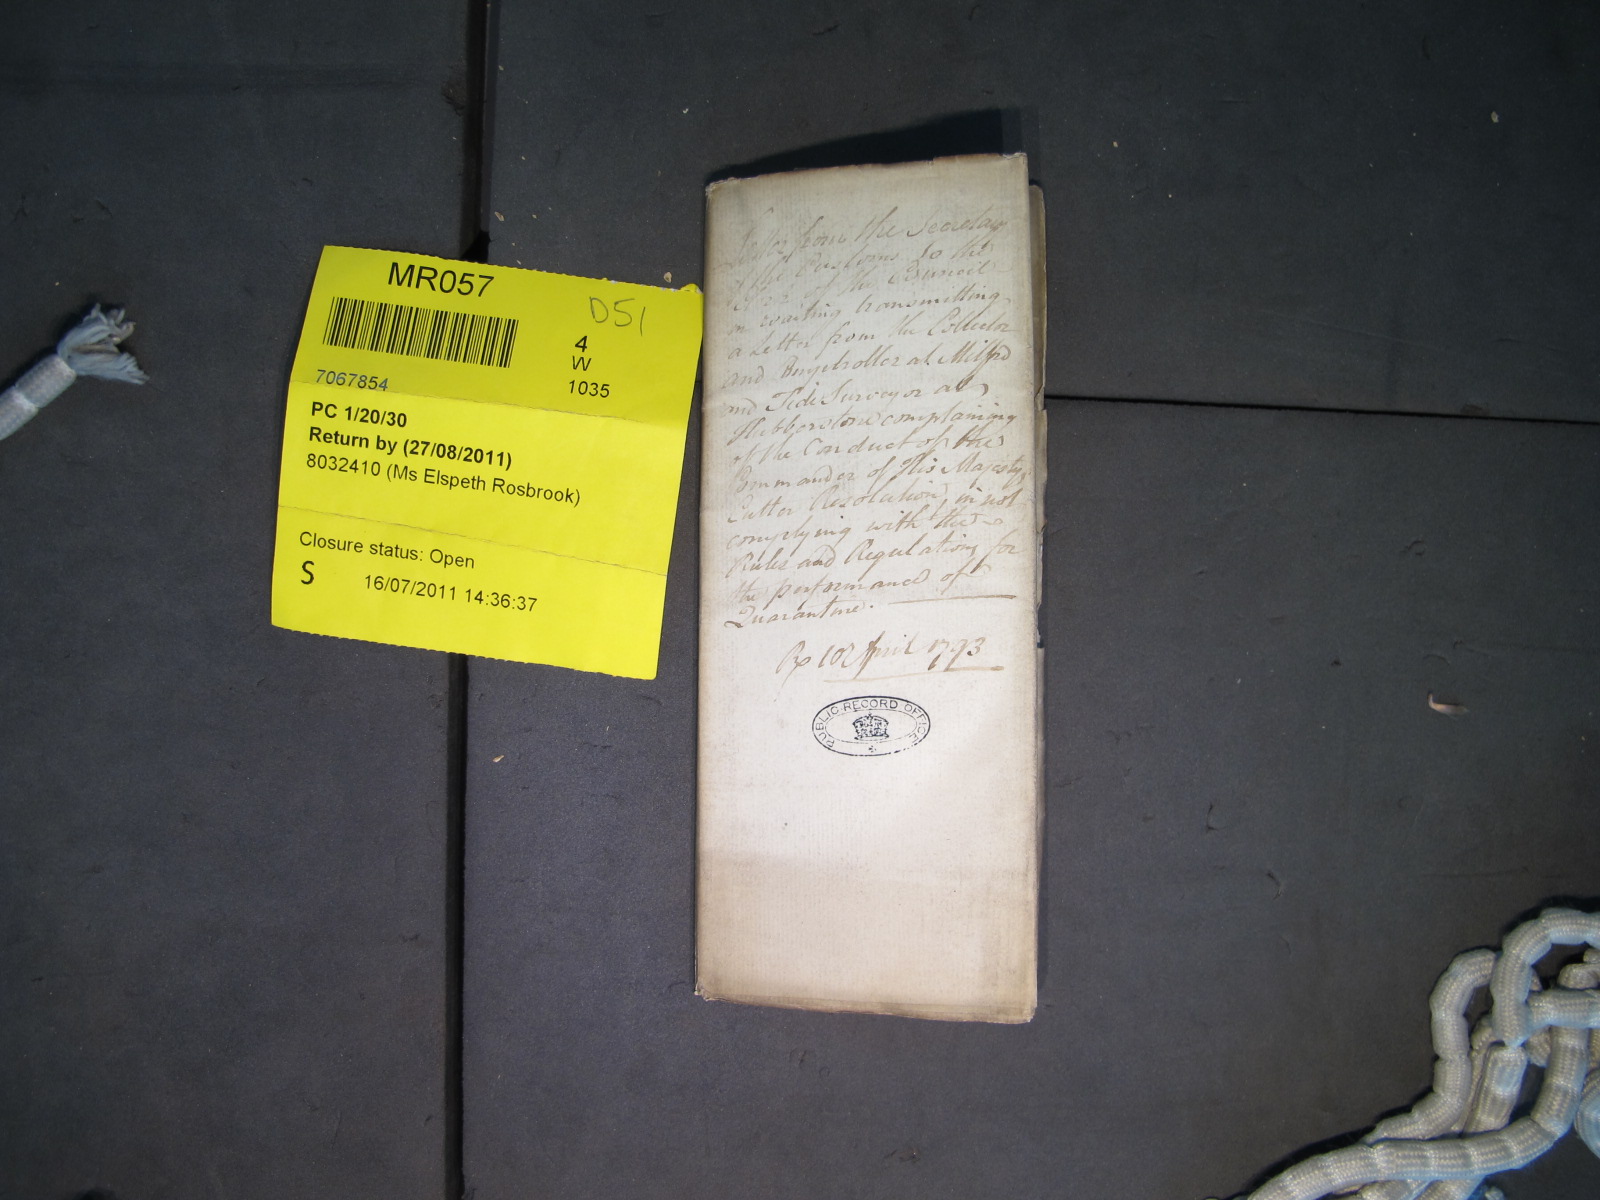 MR057
D51
4
W
1035
7067854
PC 1/20/30
Return by (27/08/2011)
8032410 (Ms Elspeth Rosbrook)
Closure status: Open
S
16/07/2011 14:36:37
Letter from the Secretary
of the Customs to the
of the Council
in waiting transmitting
a Letter from the Collector
and Comptroller at Milford
and Tide Surveyor at
Hubberston complaining
of the Conduct of the
Commander of His Majesty's
Cutter Resolution, in not
complying with the
Rules and Regulations for
the performance of
Quarantine.
April 1793
PUBLIC RECORD OFFICE